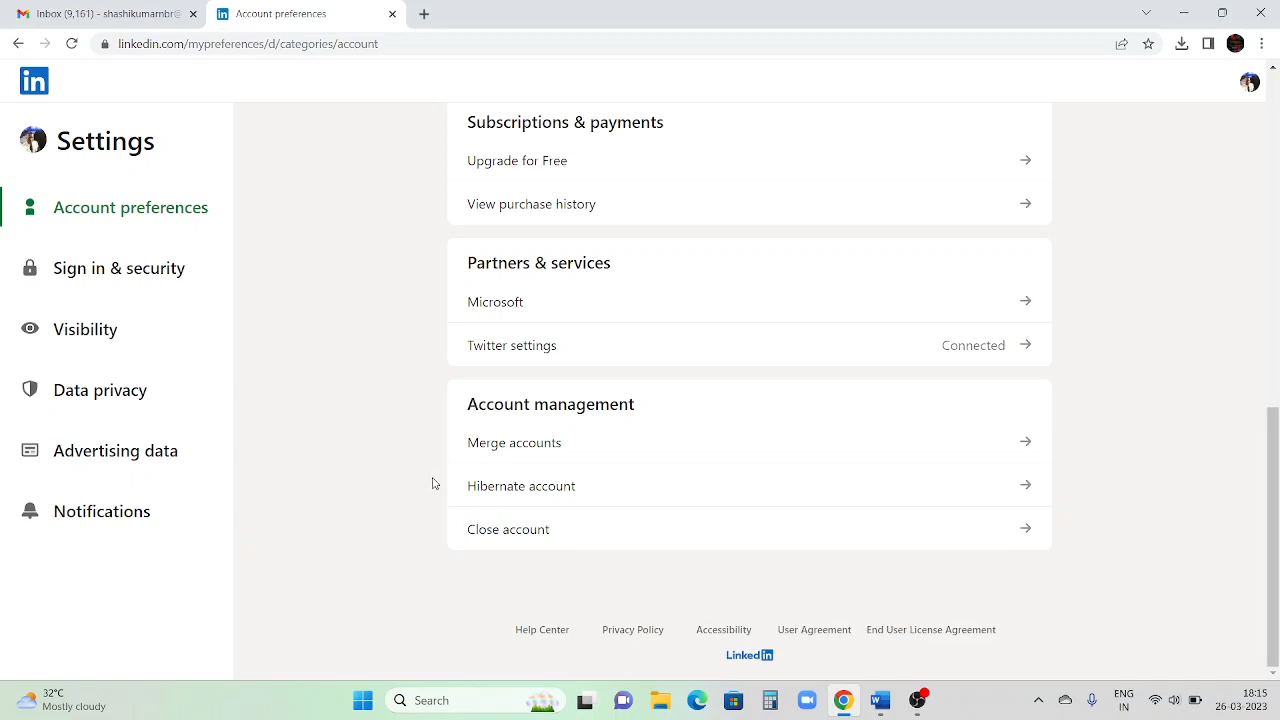 Inbox (9,161) - shashikumarnbr@
Account preferences
linkedin.com/mypreferences/d/categories/account
in
Settings
Account preferences
Sign in & security
Visibility
Data privacy
Advertising data
Notifications
Subscriptions & payments
Upgrade for Free
View purchase history
Partners & services
Microsoft
Twitter settings Connected
Account management
Merge accounts
Hibernate account
Close account
Help Center Privacy Policy Accessibility User Agreement End User License Agreement
Linked in
32°C
Mostly cloudy
Search
ENG
IN
18:15
26-03-2023